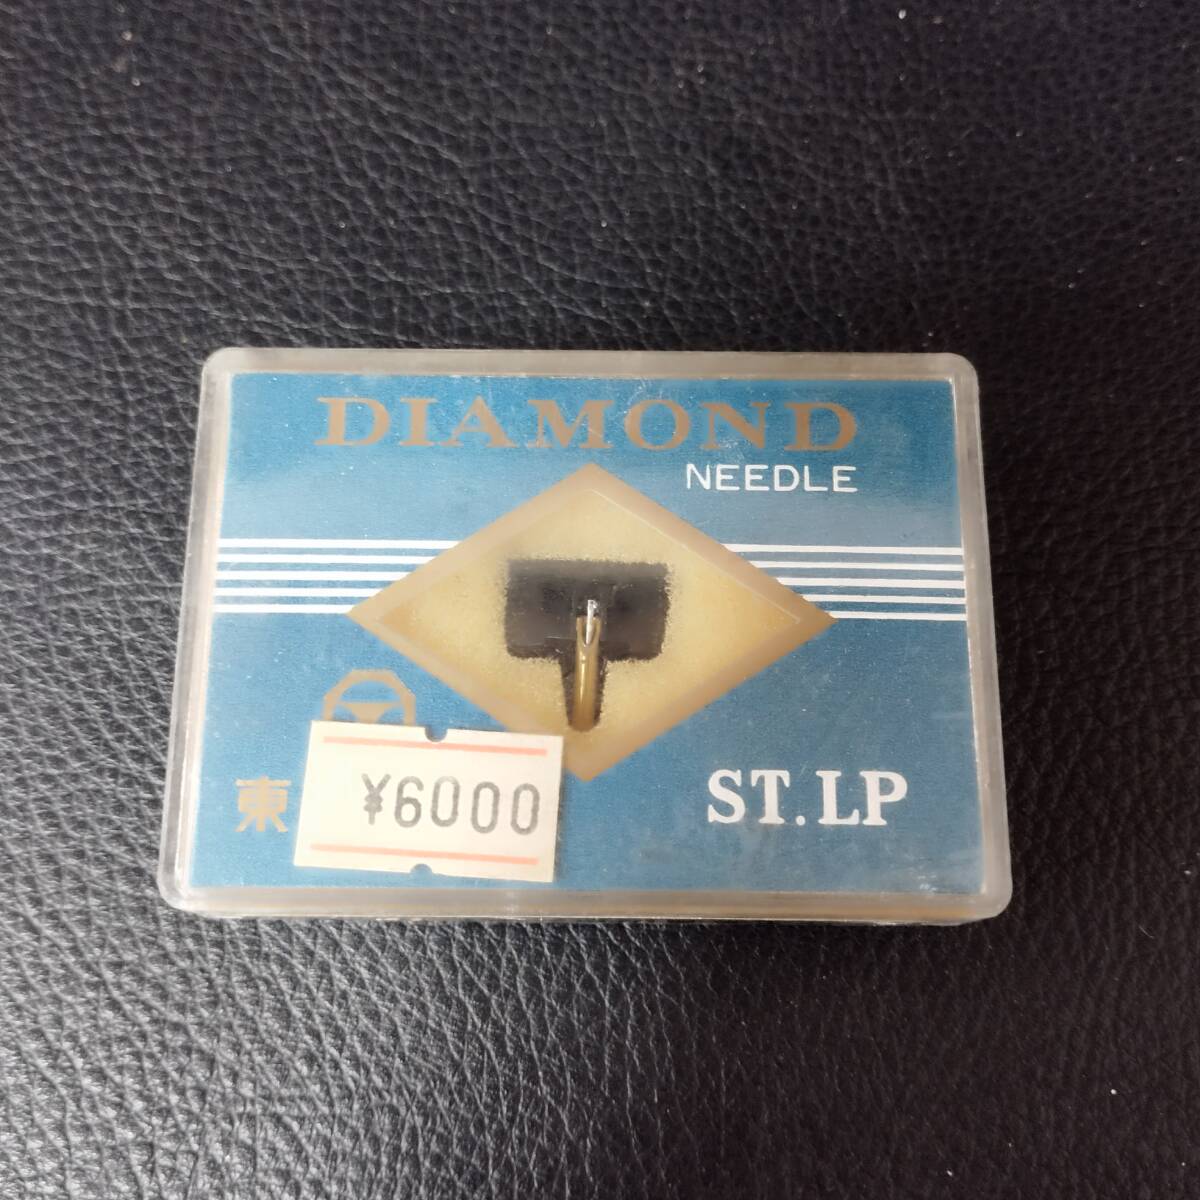 DIAMOND
NEEDLE
東
¥6000
ST.LP